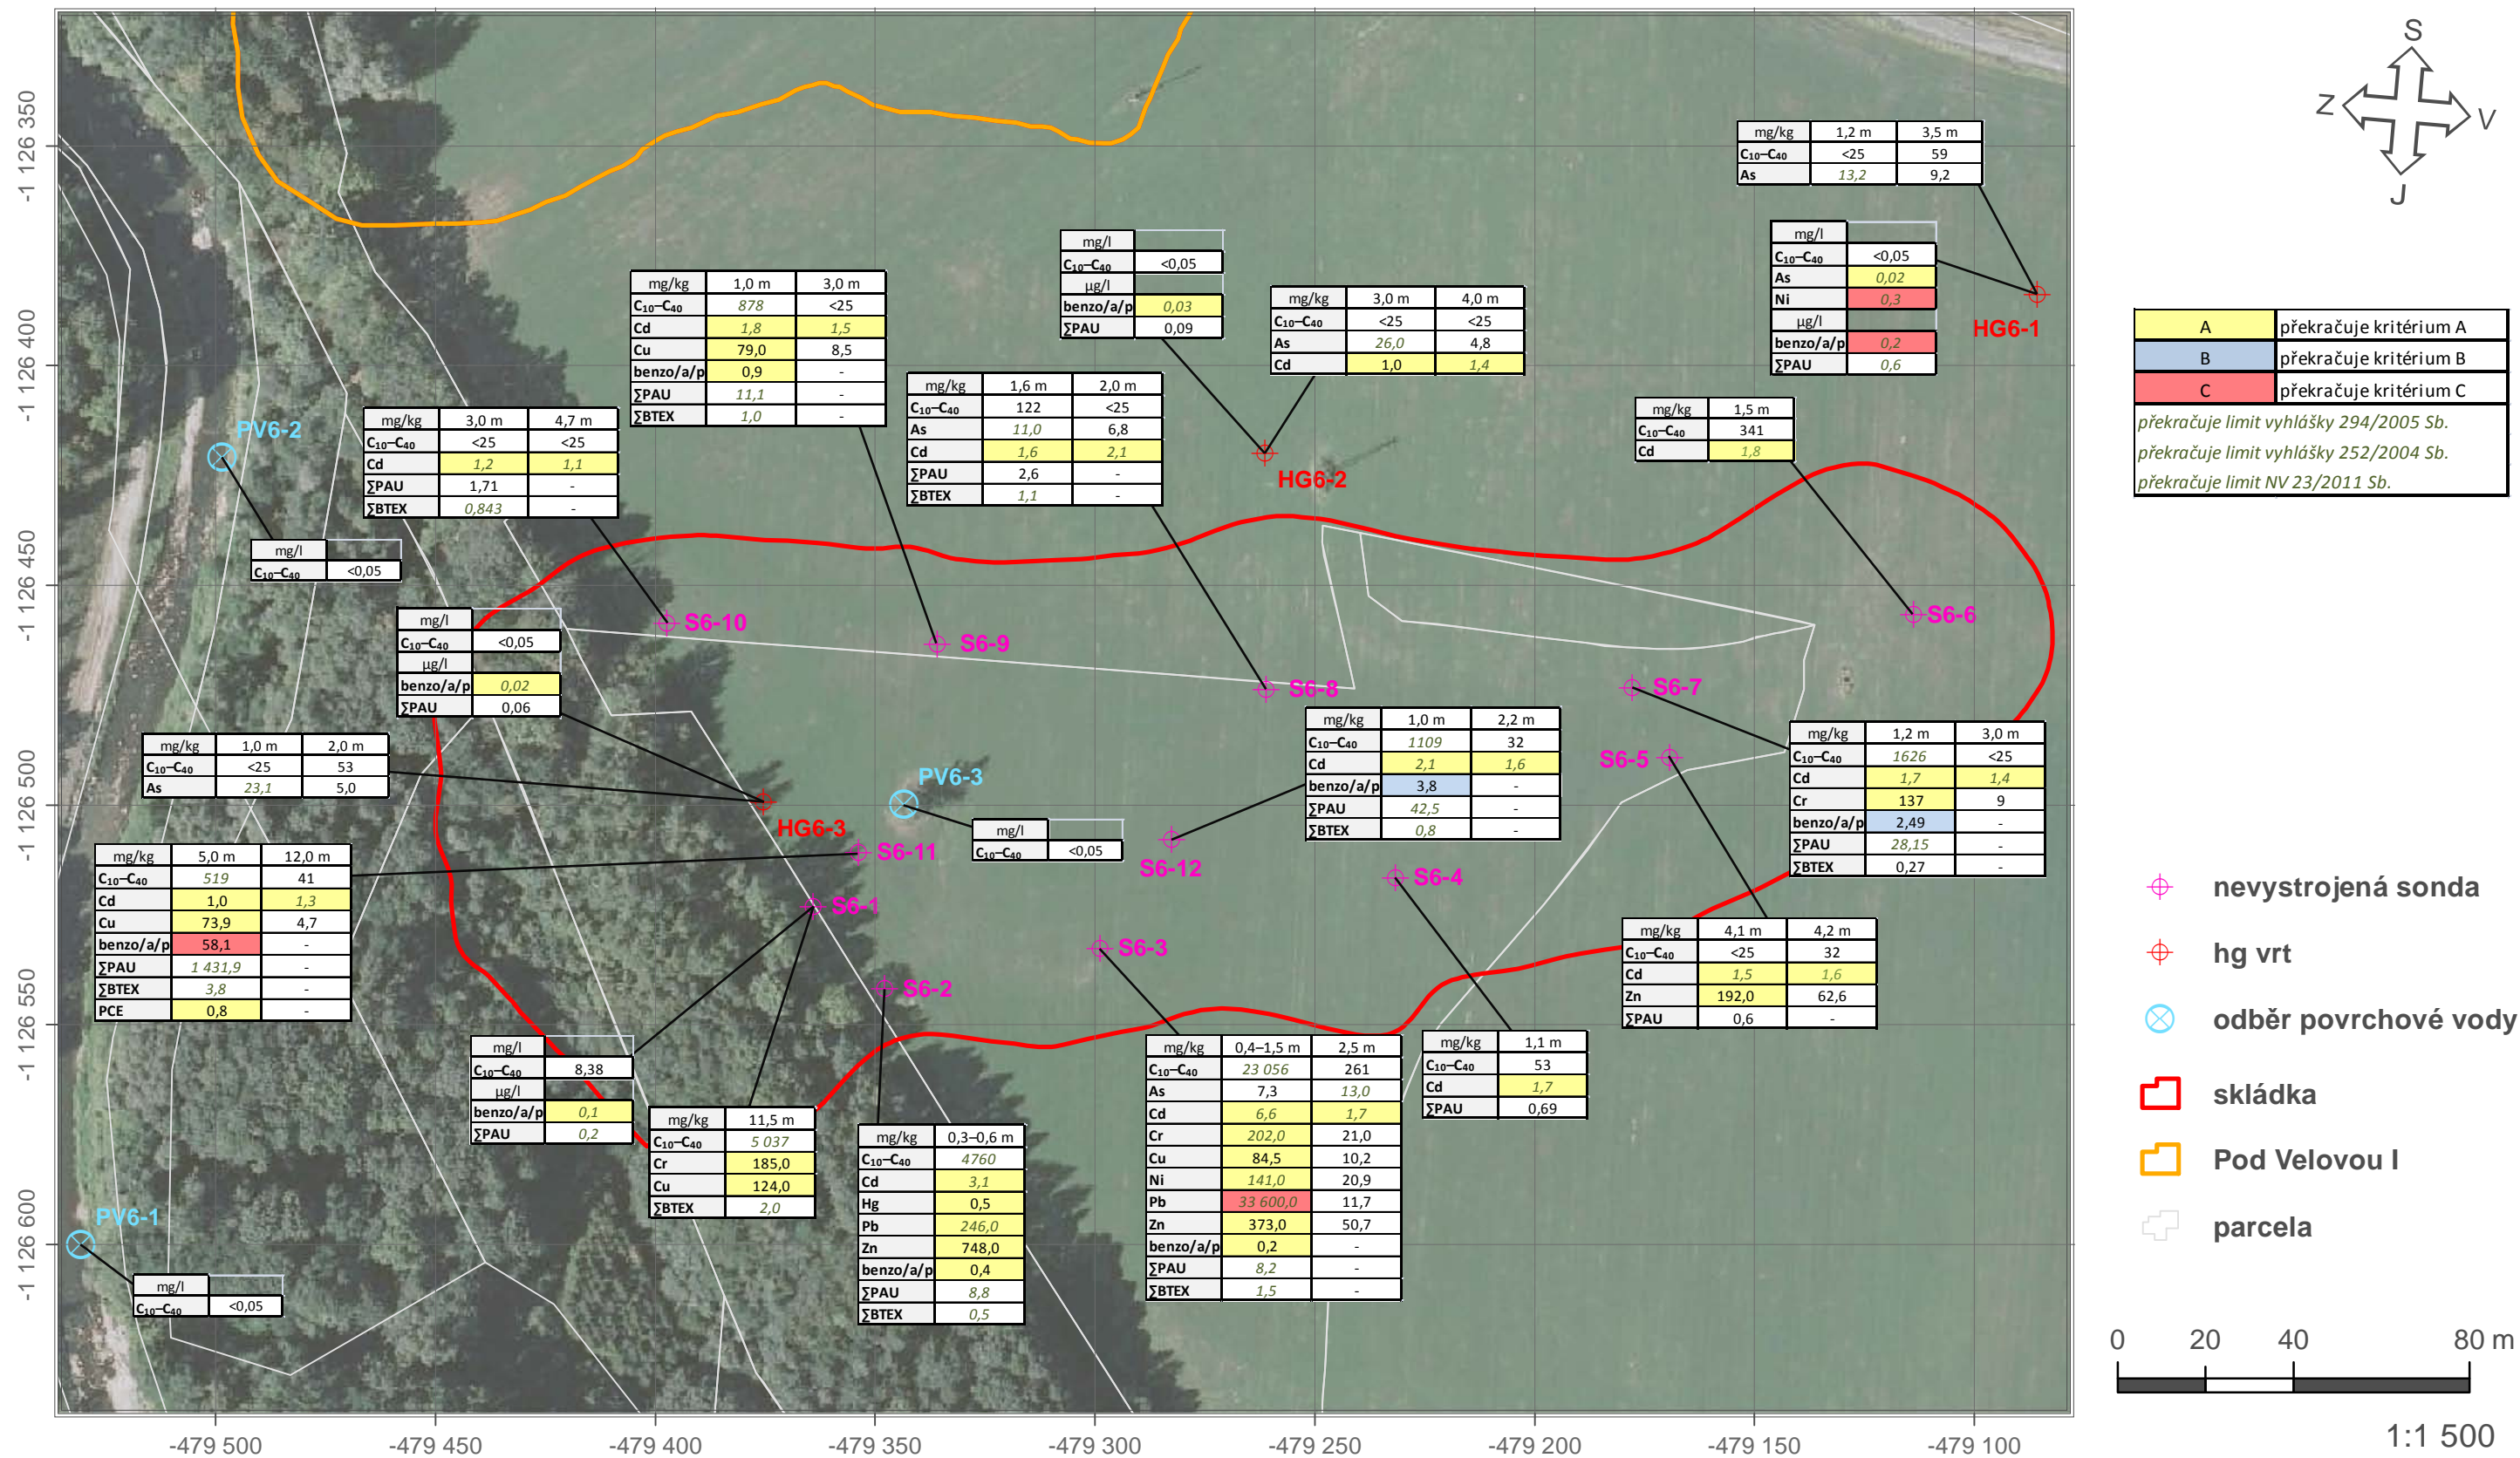 S
Z
V
J
-1 126 350
-1 126 400
-1 126 450
-1 126 500
-1 126 550
-1 126 600
-479 500
-479 450
-479 400
-479 350
-479 300
-479 250
-479 200
-479 150
-479 100
mg/kg 1,2 m 3,5 m
C₁₀–C₄₀ <25 59
As 13,2 9,2
mg/l
C₁₀–C₄₀ <0,05
As 0,02
Ni 0,3
µg/l
benzo/a/p 0,2
∑PAU 0,6
HG6-1
mg/l
C₁₀–C₄₀ <0,05
µg/l
benzo/a/p 0,03
∑PAU 0,09
mg/kg 3,0 m 4,0 m
C₁₀–C₄₀ <25 <25
As 26,0 4,8
Cd 1,0 1,4
HG6-2
mg/kg 1,0 m 3,0 m
C₁₀–C₄₀ 878 <25
Cd 1,8 1,5
Cu 79,0 8,5
benzo/a/p 0,9 -
∑PAU 11,1 -
∑BTEX 1,0 -
mg/kg 1,6 m 2,0 m
C₁₀–C₄₀ 122 <25
As 11,0 6,8
Cd 1,6 2,1
∑PAU 2,6 -
∑BTEX 1,1 -
mg/kg 1,5 m
C₁₀–C₄₀ 341
Cd 1,8
PV6-2
mg/kg 3,0 m 4,7 m
C₁₀–C₄₀ <25 <25
Cd 1,2 1,1
∑PAU 1,71 -
∑BTEX 0,843 -
mg/l
C₁₀–C₄₀ <0,05
mg/l
C₁₀–C₄₀ <0,05
µg/l
benzo/a/p 0,02
∑PAU 0,06
S6-10
S6-9
S6-8
S6-7
S6-6
S6-5
mg/kg 1,0 m 2,0 m
C₁₀–C₄₀ <25 53
As 23,1 5,0
HG6-3
PV6-3
mg/l
C₁₀–C₄₀ <0,05
mg/kg 1,0 m 2,2 m
C₁₀–C₄₀ 1109 32
Cd 2,1 1,6
benzo/a/p 3,8 -
∑PAU 42,5 -
∑BTEX 0,8 -
mg/kg 1,2 m 3,0 m
C₁₀–C₄₀ 1626 <25
Cd 1,7 1,4
Cr 137 9
benzo/a/p 2,49 -
∑PAU 28,15 -
∑BTEX 0,27 -
S6-11
S6-12
S6-4
S6-1
S6-3
S6-2
mg/kg 5,0 m 12,0 m
C₁₀–C₄₀ 519 41
Cd 1,0 1,3
Cu 73,9 4,7
benzo/a/p 58,1 -
∑PAU 1 431,9 -
∑BTEX 3,8 -
PCE 0,8 -
mg/kg 4,1 m 4,2 m
C₁₀–C₄₀ <25 32
Cd 1,5 1,6
Zn 192,0 62,6
∑PAU 0,6 -
mg/l
C₁₀–C₄₀ 8,38
µg/l
benzo/a/p 0,1
∑PAU 0,2
mg/kg 11,5 m
C₁₀–C₄₀ 5 037
Cr 185,0
Cu 124,0
∑BTEX 2,0
mg/kg 0,3–0,6 m
C₁₀–C₄₀ 4760
Cd 3,1
Hg 0,5
Pb 246,0
Zn 748,0
benzo/a/p 0,4
∑PAU 8,8
∑BTEX 0,5
mg/kg 0,4–1,5 m 2,5 m
C₁₀–C₄₀ 23 056 261
As 7,3 13,0
Cd 6,6 1,7
Cr 202,0 21,0
Cu 84,5 10,2
Ni 141,0 20,9
Pb 33 600,0 11,7
Zn 373,0 50,7
benzo/a/p 0,2 -
∑PAU 8,2 -
∑BTEX 1,5 -
mg/kg 1,1 m
C₁₀–C₄₀ 53
Cd 1,7
∑PAU 0,69
PV6-1
mg/l
C₁₀–C₄₀ <0,05
A překračuje kritérium A
B překračuje kritérium B
C překračuje kritérium C
překračuje limit vyhlášky 294/2005 Sb.
překračuje limit vyhlášky 252/2004 Sb.
překračuje limit NV 23/2011 Sb.
nevystrojená sonda
hg vrt
odběr povrchové vody
skládka
Pod Velovou I
parcela
0 20 40 80 m
1:1 500